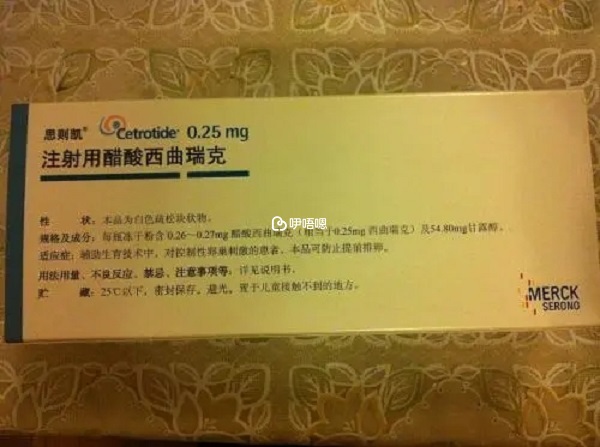 思则凯® Cetrotide® 0.25 mg
注射用醋酸西曲瑞克
性 状：本品为白色疏松块状物。
规格及成分：每瓶冻干粉含 0.26～0.27mg 醋酸西曲瑞克（相当于0.25mg 西曲瑞克）及54.80mg甘露醇。
适应症：辅助生育技术中，对控制性卵巢刺激的患者，本品可防止提前排卵。
用法用量、不良反应、禁忌、注意事项等：详见说明书。
贮 藏：25℃以下，密封保存。避光。置于儿童接触不到的地方。
咿唔嗯
MERCK
SERONO